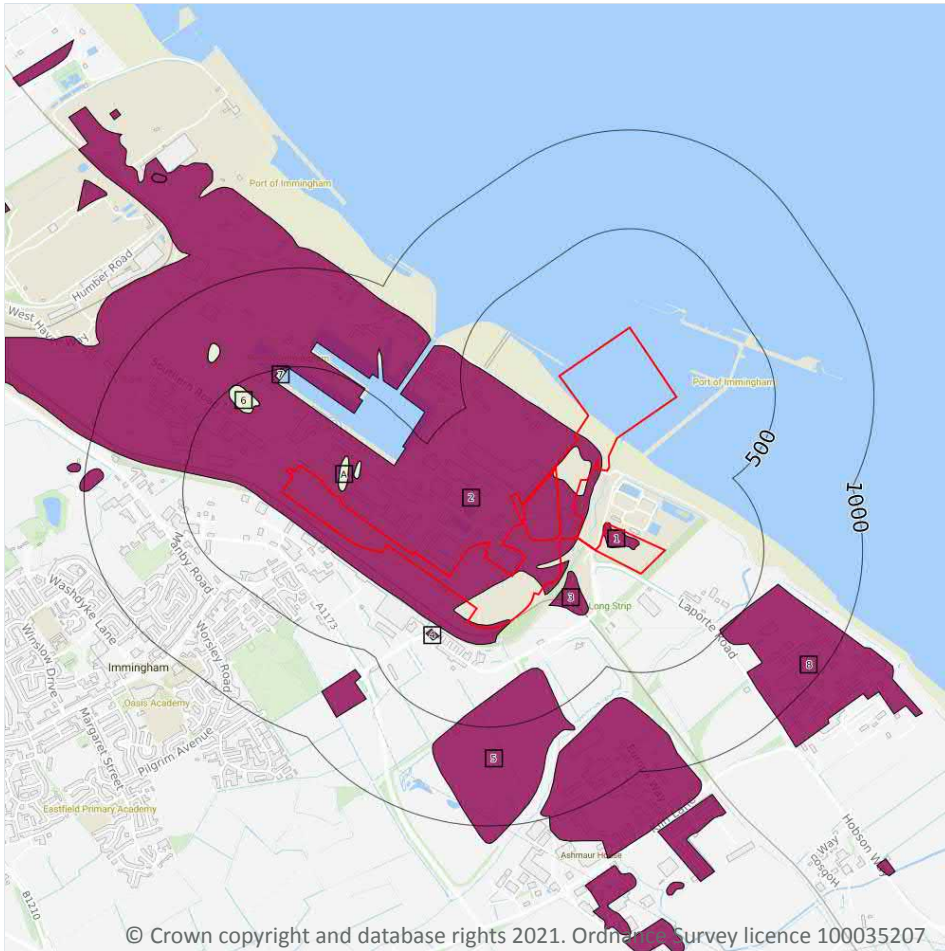 Port of Immingham
Humber Road
West Hav
Southern
7
6
A
2
1
3
Port of Immingham
500
1000
Manby Road
A1173
Long Strip
Laporte Road
Washdyke Lane
Winslow Drive
Worsley Road
Immingham
Oasis Academy
Margaret Street
Pilgrim Avenue
8
5
Eastfield Primary Academy
Way
Ashmaur House
Hobson Way
Hobson Way
B1210
© Crown copyright and database rights 2021. Ordnance Survey licence 100035207.